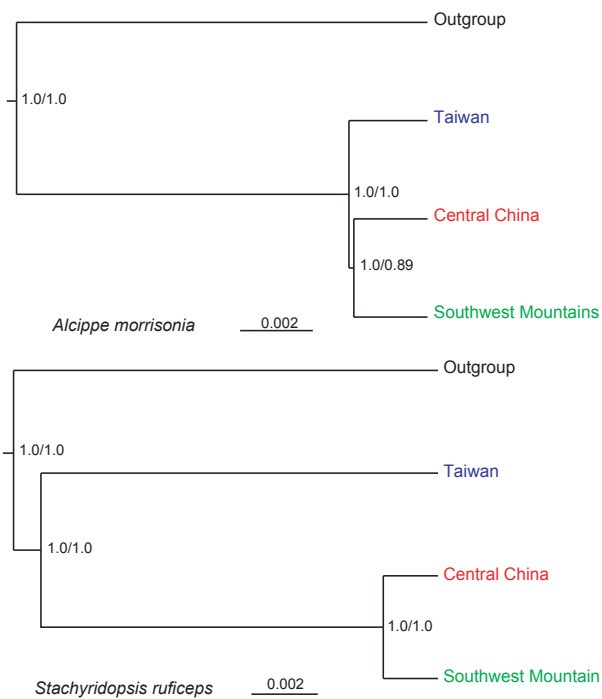 Outgroup
1.0/1.0
Taiwan
1.0/1.0
Central China
1.0/0.89
Southwest Mountains
Alcippe morrisonia
0.002
Outgroup
1.0/1.0
Taiwan
1.0/1.0
Central China
1.0/1.0
Southwest Mountain
Stachyridopsis ruficeps
0.002